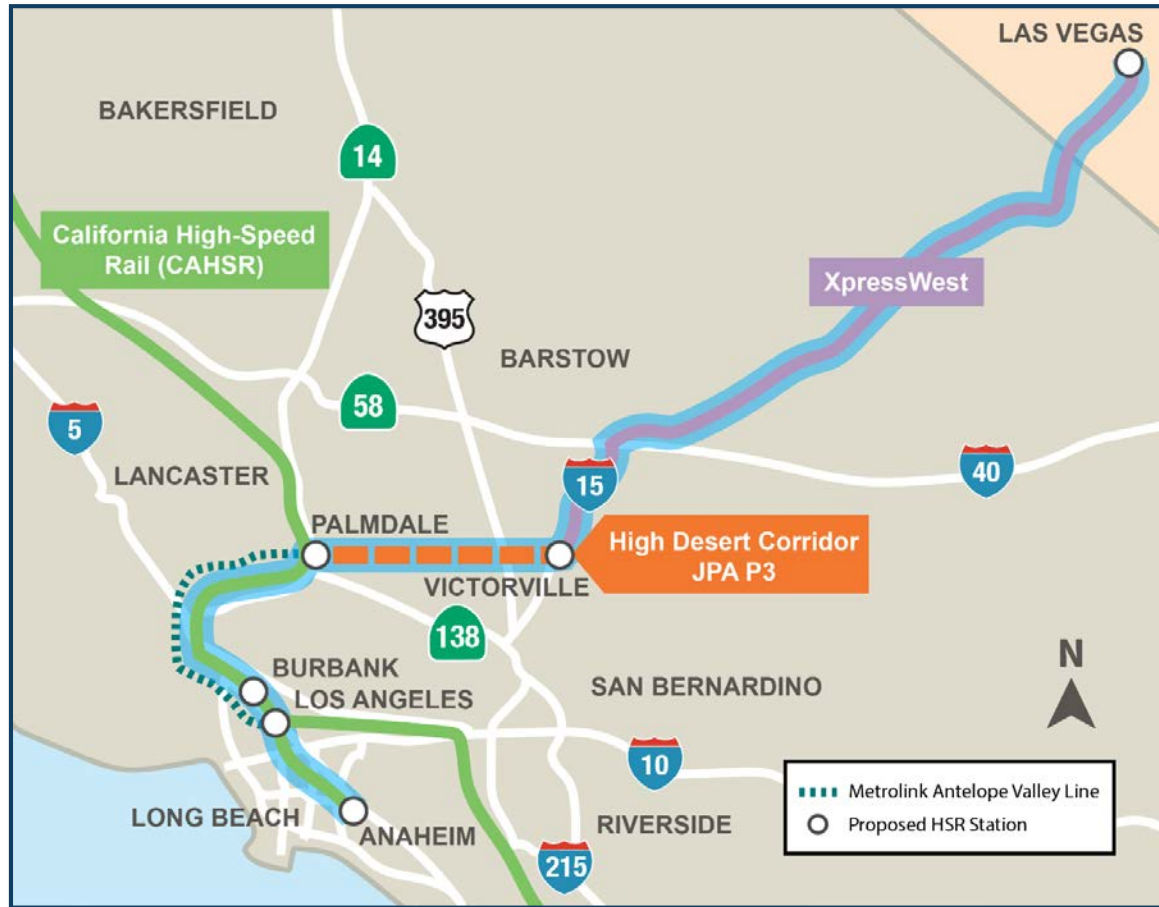 LAS VEGAS
BAKERSFIELD
14
California High-Speed
Rail (CAHSR)
XpressWest
395
BARSTOW
58
5
40
LANCASTER
15
PALMDALE
High Desert Corridor
JPA P3
VICTORVILLE
138
N
BURBANK
SAN BERNARDINO
LOS ANGELES
10
Metrolink Antelope Valley Line
LONG BEACH
Proposed HSR Station
RIVERSIDE
ANAHEIM
215